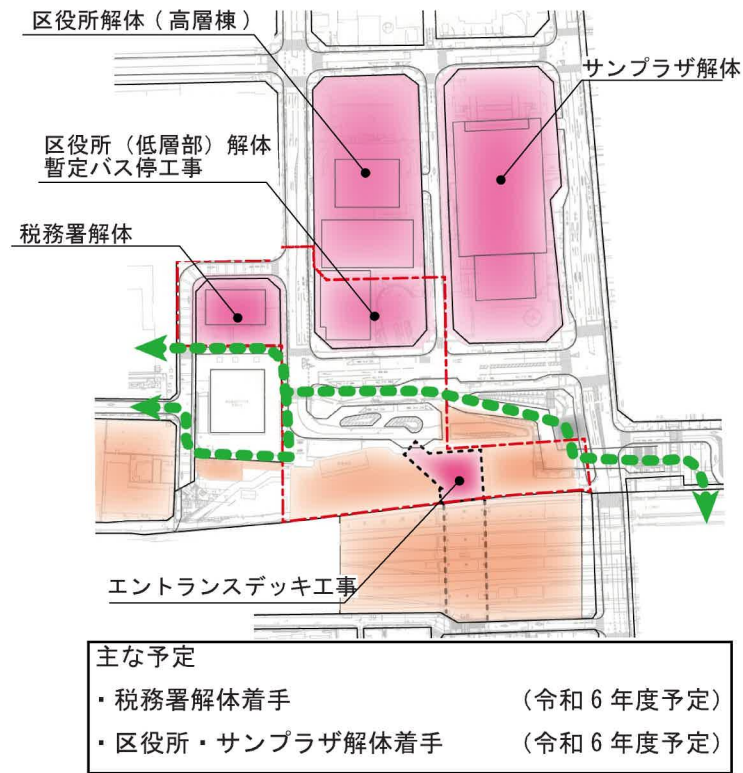 区役所解体(高層棟)
サンプラザ解体
区役所(低層部)解体
暫定バス停工事
税務署解体
エントランスデッキ工事
主な予定
・税務署解体着手 (令和6年度予定)
・区役所・サンプラザ解体着手 (令和6年度予定)